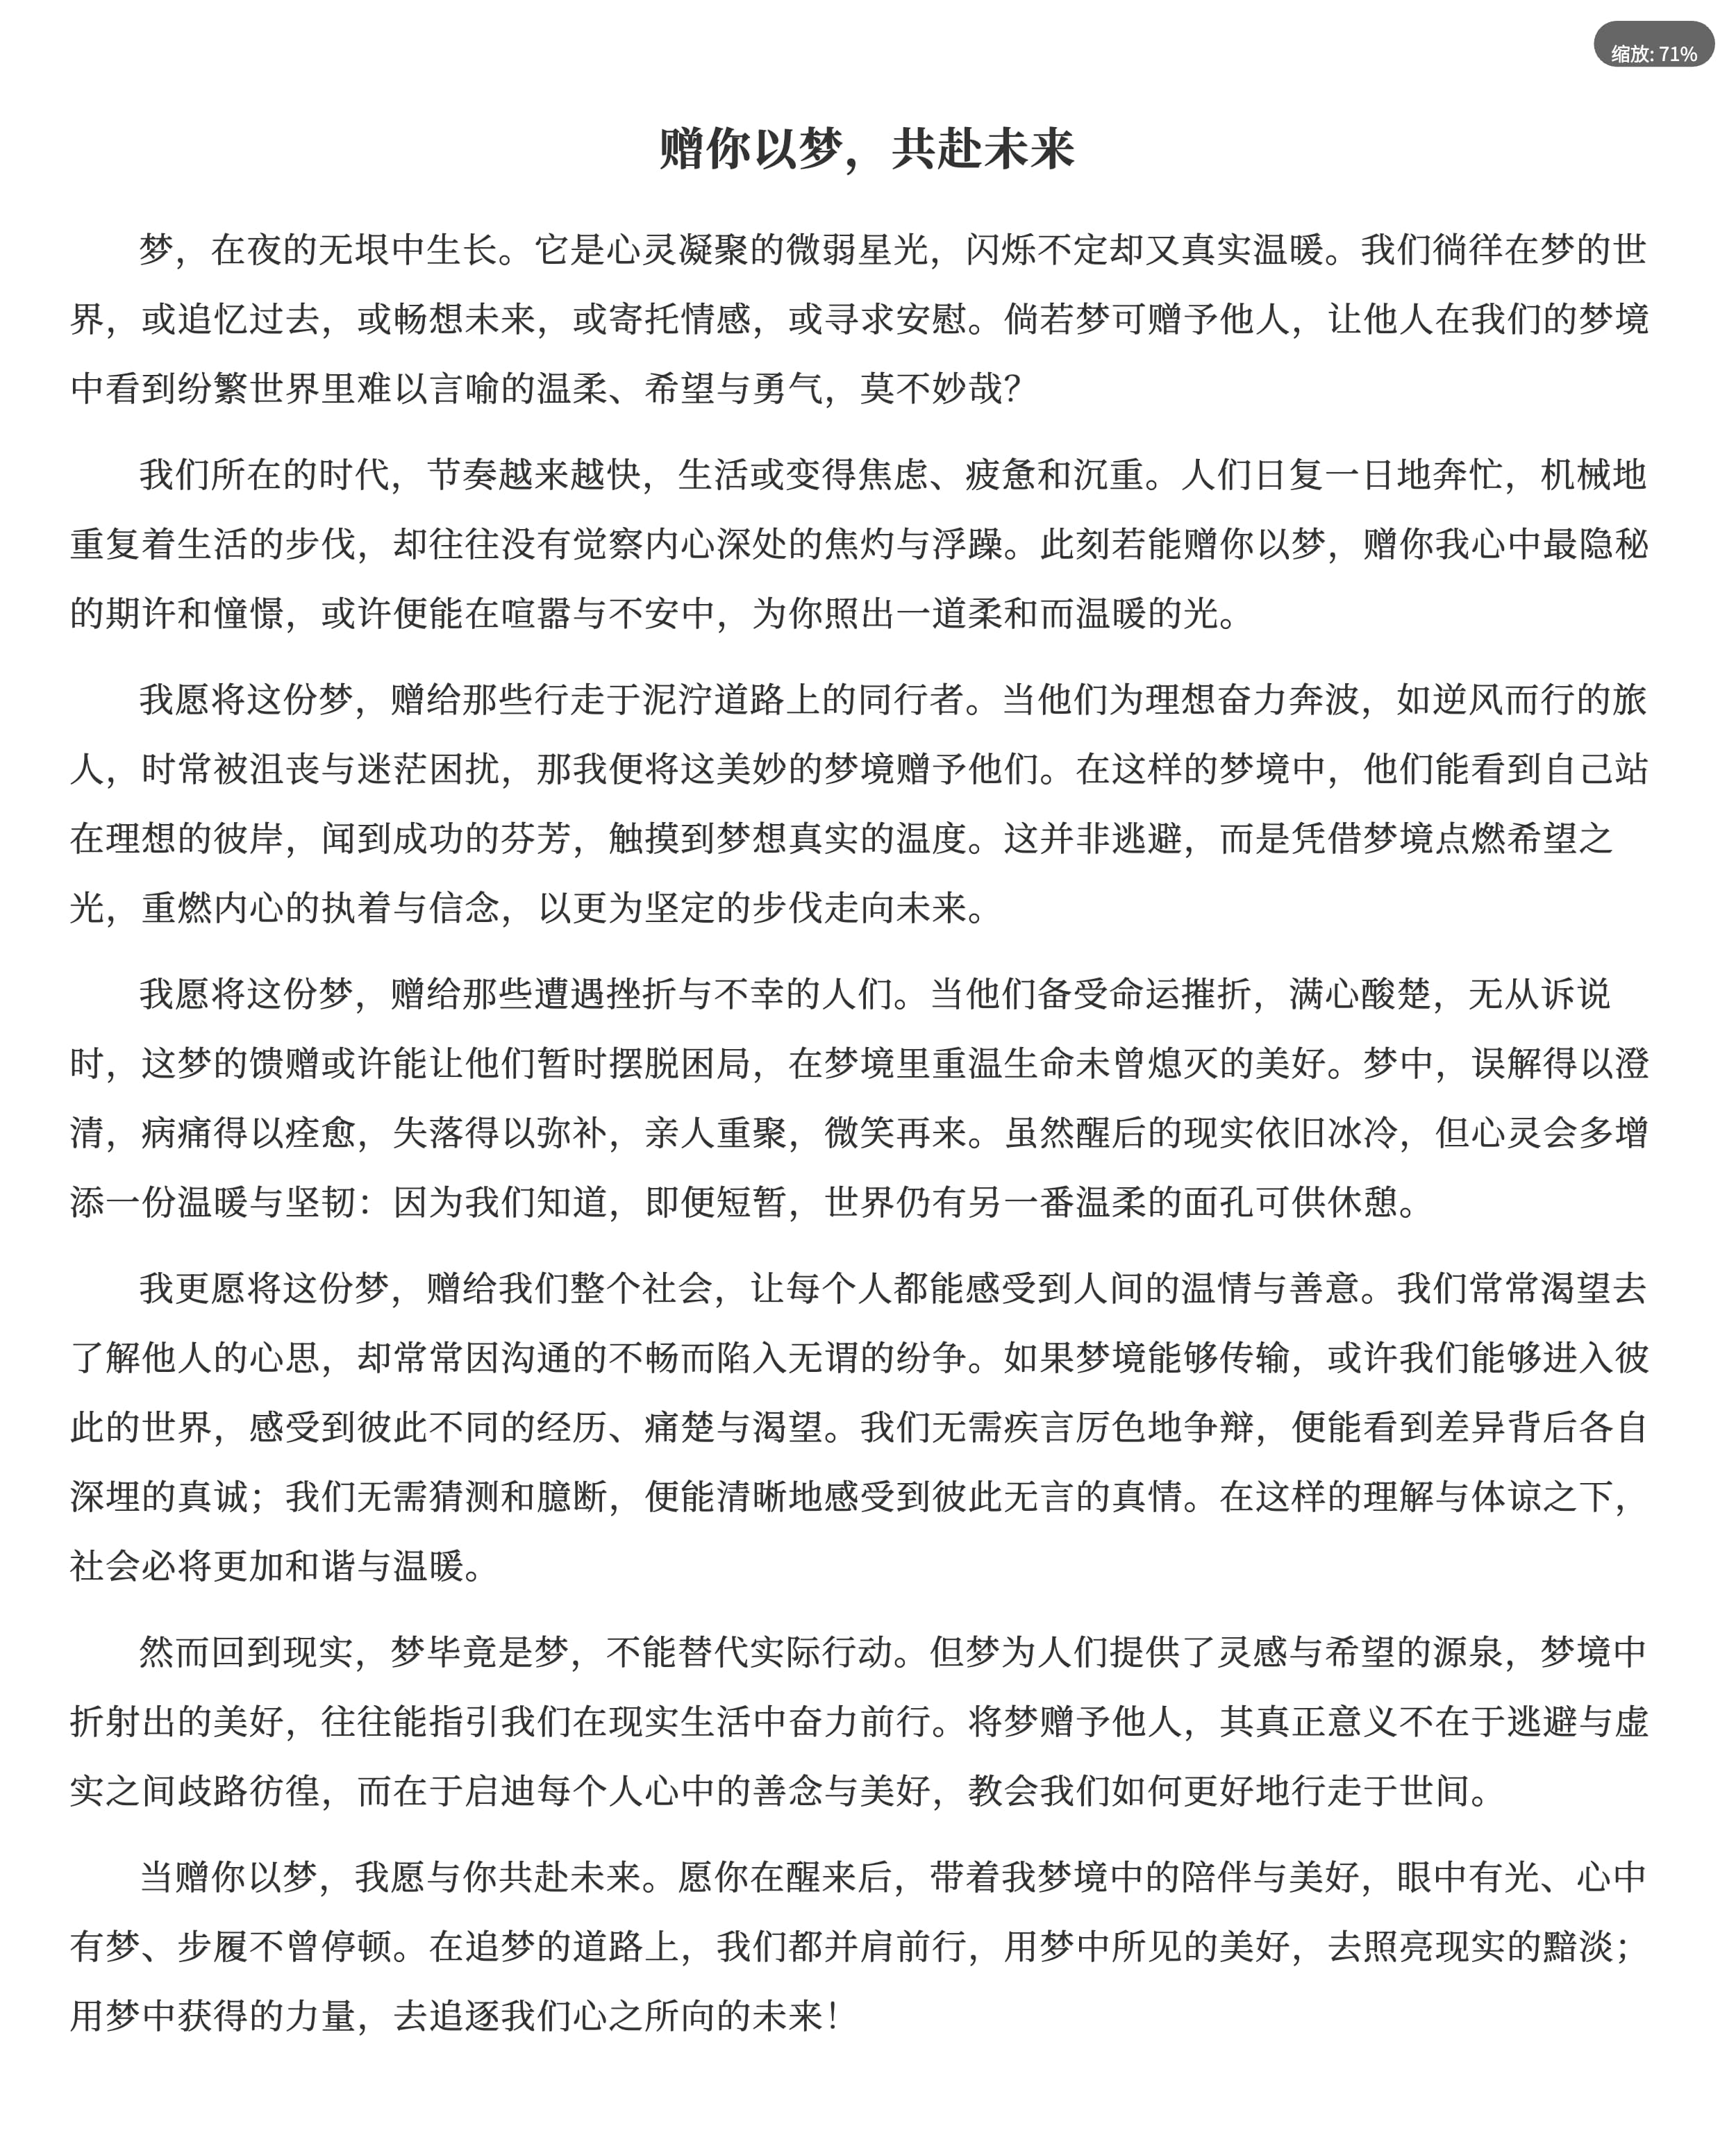 缩放: 71%
赠你以梦，共赴未来
梦，在夜的无垠中生长。它是心灵凝聚的微弱星光，闪烁不定却又真实温暖。我们徜徉在梦的世
界，或追忆过去，或畅想未来，或寄托情感，或寻求安慰。倘若梦可赠予他人，让他人在我们的梦境
中看到纷繁世界里难以言喻的温柔、希望与勇气，莫不妙哉？
我们所在的时代，节奏越来越快，生活或变得焦虑、疲惫和沉重。人们日复一日地奔忙，机械地
重复着生活的步伐，却往往没有觉察内心深处的焦灼与浮躁。此刻若能赠你以梦，赠你我心中最隐秘
的期许和憧憬，或许便能在喧嚣与不安中，为你照出一道柔和而温暖的光。
我愿将这份梦，赠给那些行走于泥泞道路上的同行者。当他们为理想奋力奔波，如逆风而行的旅
人，时常被沮丧与迷茫困扰，那我便将这美妙的梦境赠予他们。在这样的梦境中，他们能看到自己站
在理想的彼岸，闻到成功的芬芳，触摸到梦想真实的温度。这并非逃避，而是凭借梦境点燃希望之
光，重燃内心的执着与信念，以更为坚定的步伐走向未来。
我愿将这份梦，赠给那些遭遇挫折与不幸的人们。当他们备受命运摧折，满心酸楚，无从诉说
时，这梦的馈赠或许能让他们暂时摆脱困局，在梦境里重温生命未曾熄灭的美好。梦中，误解得以澄
清，病痛得以痊愈，失落得以弥补，亲人重聚，微笑再来。虽然醒后的现实依旧冰冷，但心灵会多增
添一份温暖与坚韧：因为我们知道，即便短暂，世界仍有另一番温柔的面孔可供休憩。
我更愿将这份梦，赠给我们整个社会，让每个人都能感受到人间的温情与善意。我们常常渴望去
了解他人的心思，却常常因沟通的不畅而陷入无谓的纷争。如果梦境能够传输，或许我们能够进入彼
此的世界，感受到彼此不同的经历、痛楚与渴望。我们无需疾言厉色地争辩，便能看到差异背后各自
深埋的真诚；我们无需猜测和臆断，便能清晰地感受到彼此无言的真情。在这样的理解与体谅之下，
社会必将更加和谐与温暖。
然而回到现实，梦毕竟是梦，不能替代实际行动。但梦为人们提供了灵感与希望的源泉，梦境中
折射出的美好，往往能指引我们在现实生活中奋力前行。将梦赠予他人，其真正意义不在于逃避与虚
实之间歧路彷徨，而在于启迪每个人心中的善念与美好，教会我们如何更好地行走于世间。
当赠你以梦，我愿与你共赴未来。愿你在醒来后，带着我梦境中的陪伴与美好，眼中有光、心中
有梦、步履不曾停顿。在追梦的道路上，我们都并肩前行，用梦中所见的美好，去照亮现实的黯淡；
用梦中获得的力量，去追逐我们心之所向的未来！